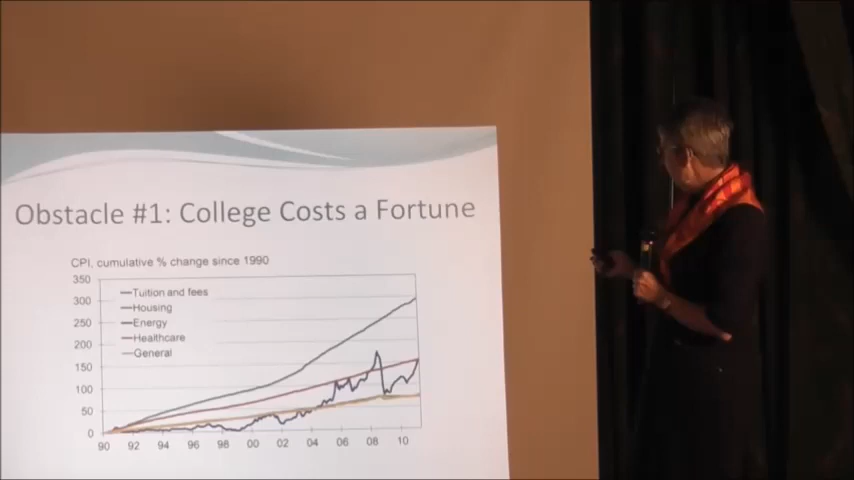 Obstacle #1: College Costs a Fortune
CPI, cumulative % change since 1990
350
300
250
200
150
100
50
0
Tuition and fees
Housing
Energy
Healthcare
General
90 92 94 96 98 00 02 04 06 08 10